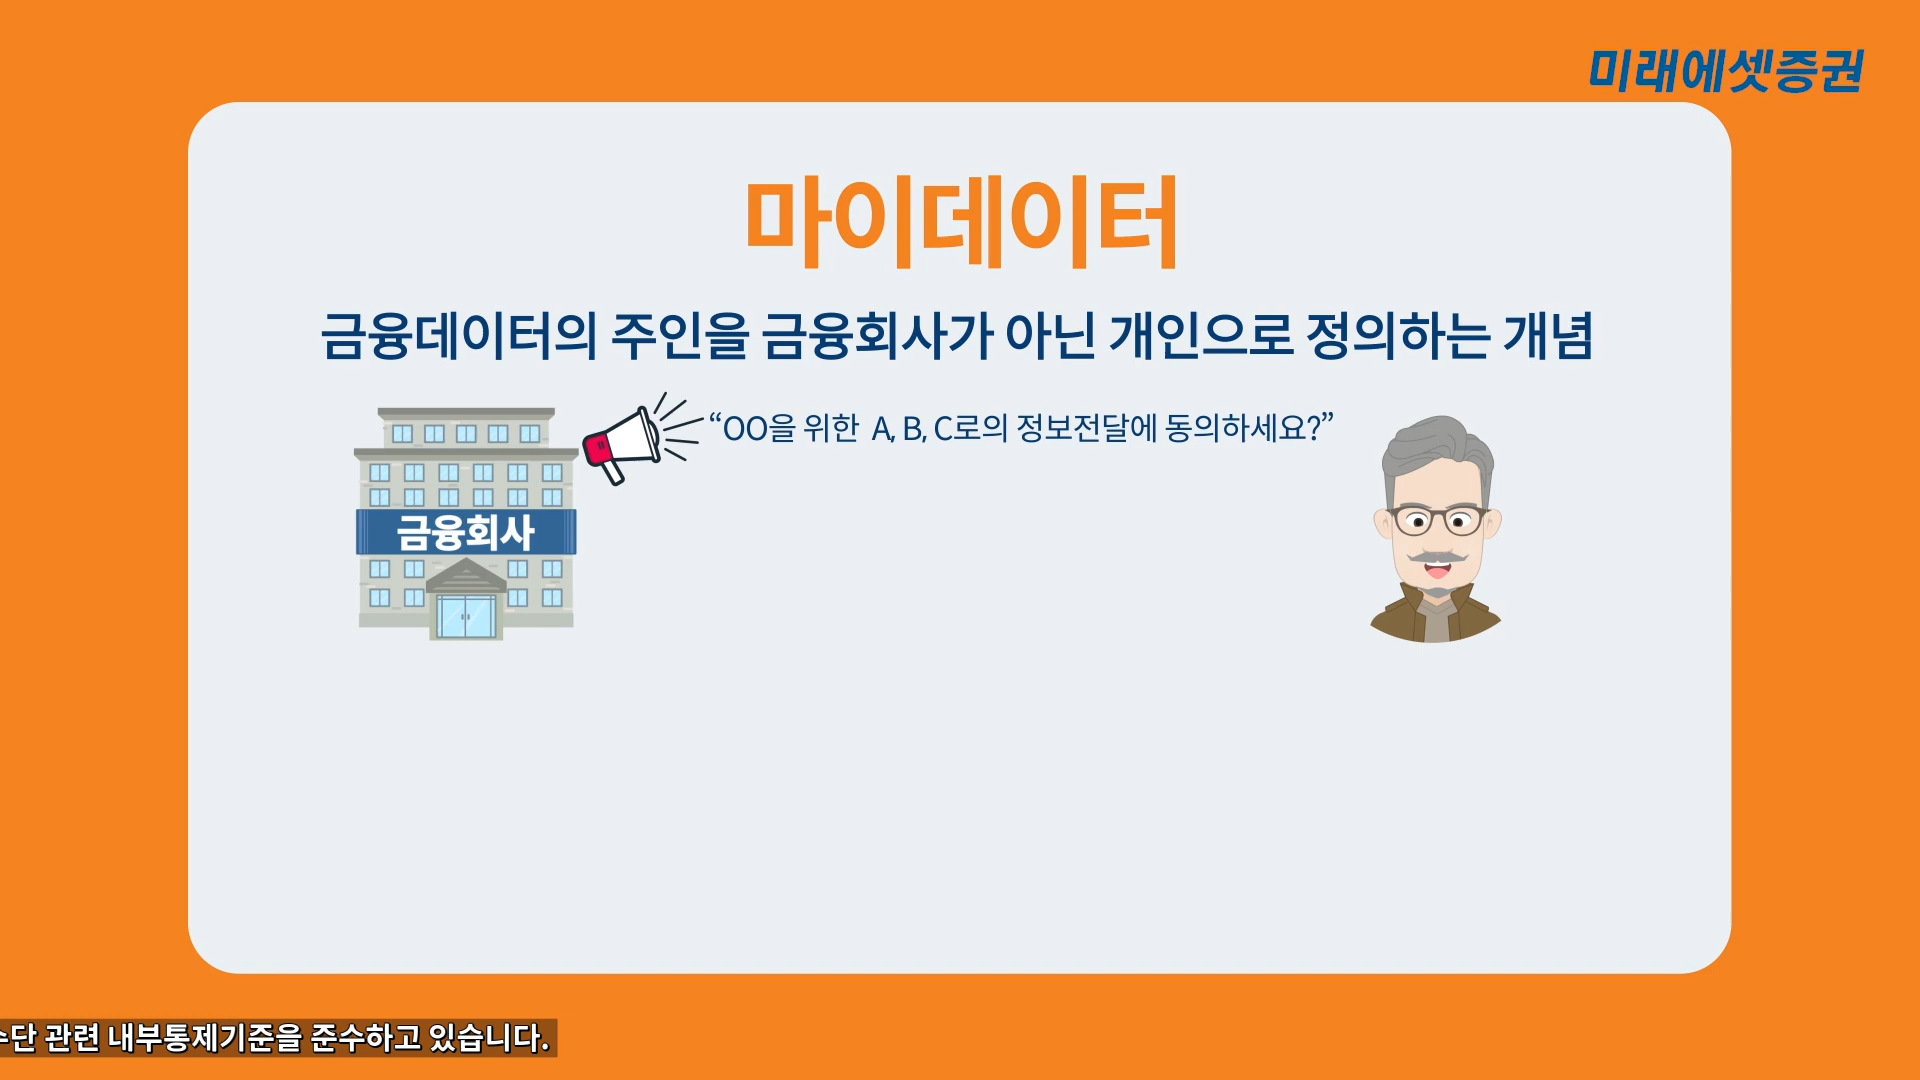 미래에셋증권
마이데이터
금융데이터의 주인을 금융회사가 아닌 개인으로 정의하는 개념
“OO을 위한 A, B, C로의 정보전달에 동의하세요?”
금융회사
관련 내부통제기준을 준수하고 있습니다.